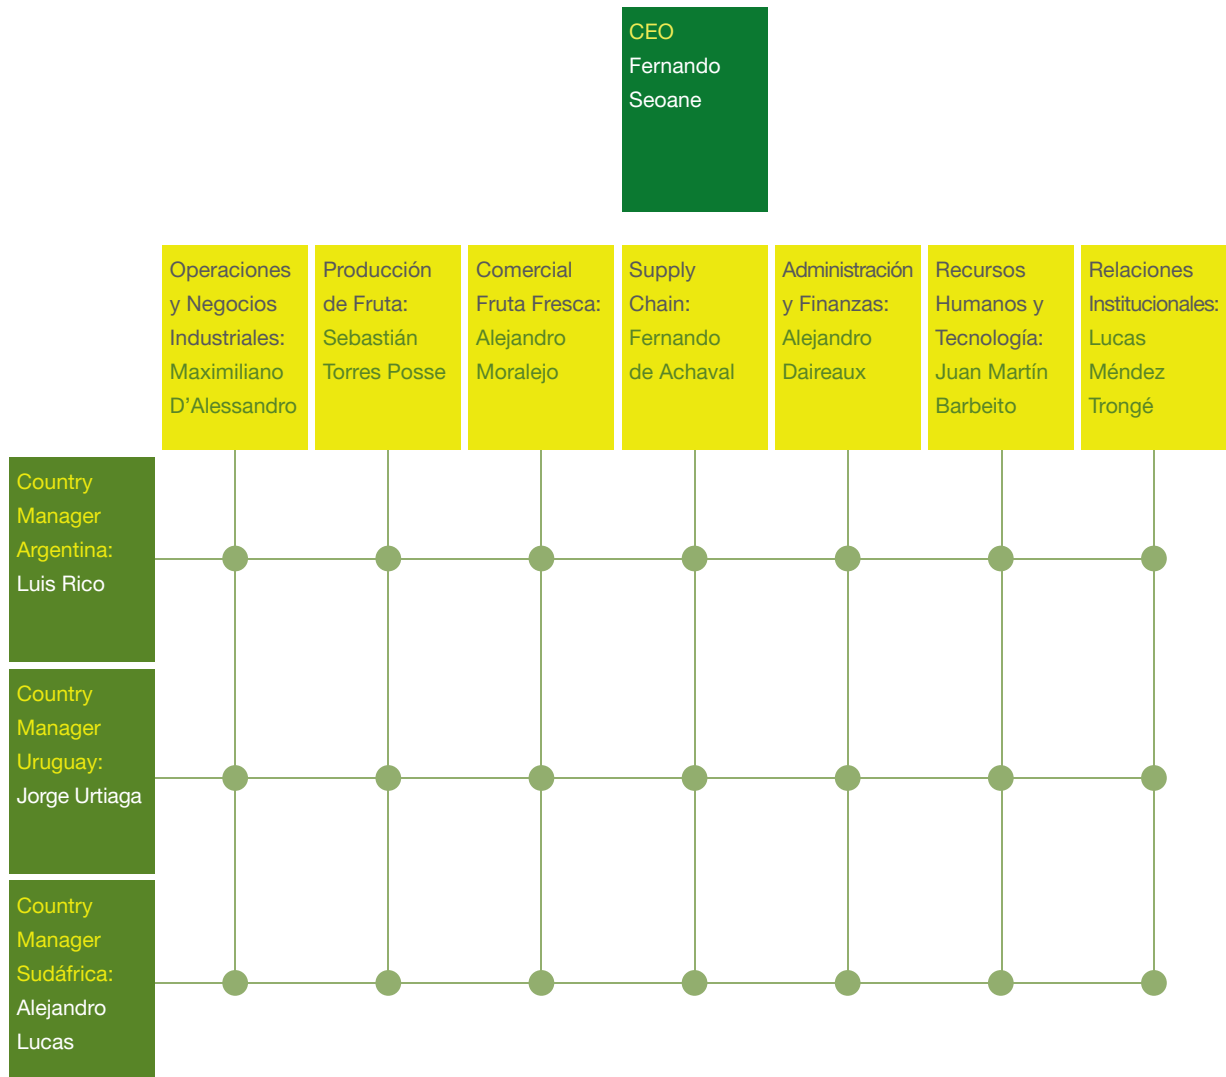 CEO
Fernando
Seoane
Operaciones
y Negocios
Industriales:
Maximiliano
D’Alessandro
Producción
de Fruta:
Sebastián
Torres Posse
Comercial
Fruta Fresca:
Alejandro
Moralejo
Supply
Chain:
Fernando
de Achaval
Administración
y Finanzas:
Alejandro
Daireaux
Recursos
Humanos y
Tecnología:
Juan Martín
Barbeito
Relaciones
Institucionales:
Lucas
Méndez
Trongé
Country
Manager
Argentina:
Luis Rico
Country
Manager
Uruguay:
Jorge Urtiaga
Country
Manager
Sudáfrica:
Alejandro
Lucas